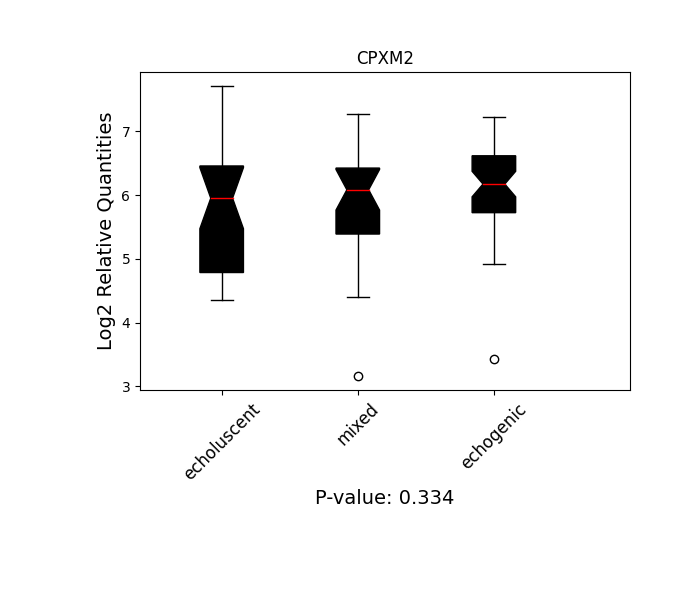 CPXM2
Log2 Relative Quantities
7
6
5
4
3
echoluscent
mixed
echogenic
P-value: 0.334